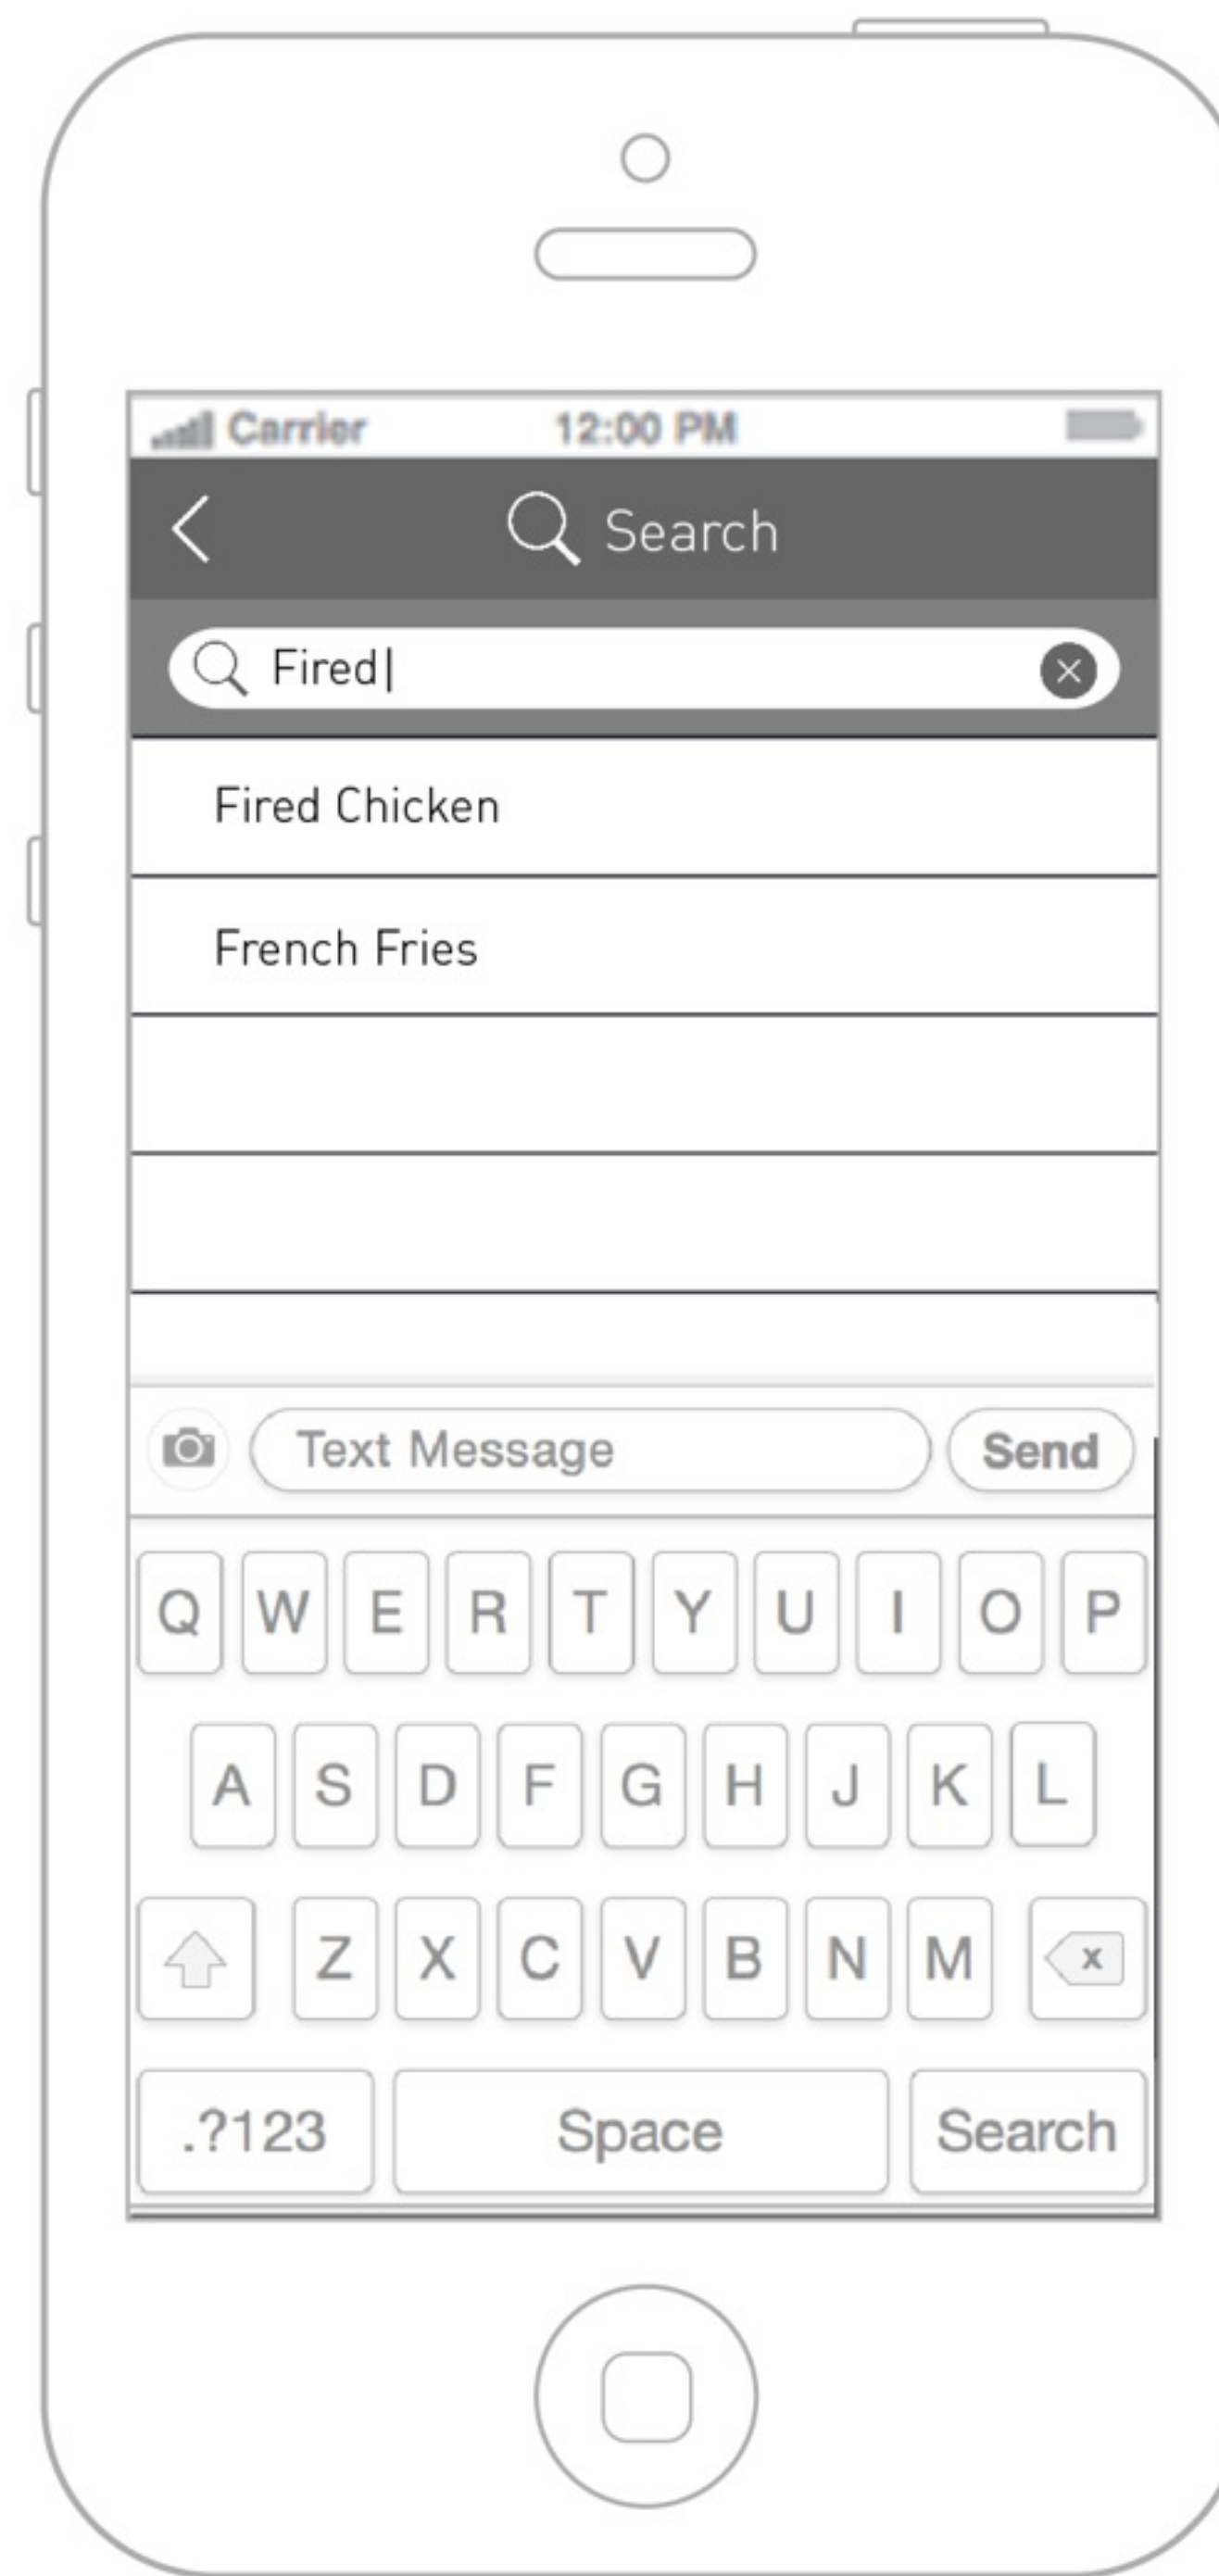 Carrier 12:00 PM
Search
Fired
Fired Chicken
French Fries
Text Message Send
Q W E R T Y U I O P
A S D F G H J K L
Z X C V B N M x
.?123 Space Search